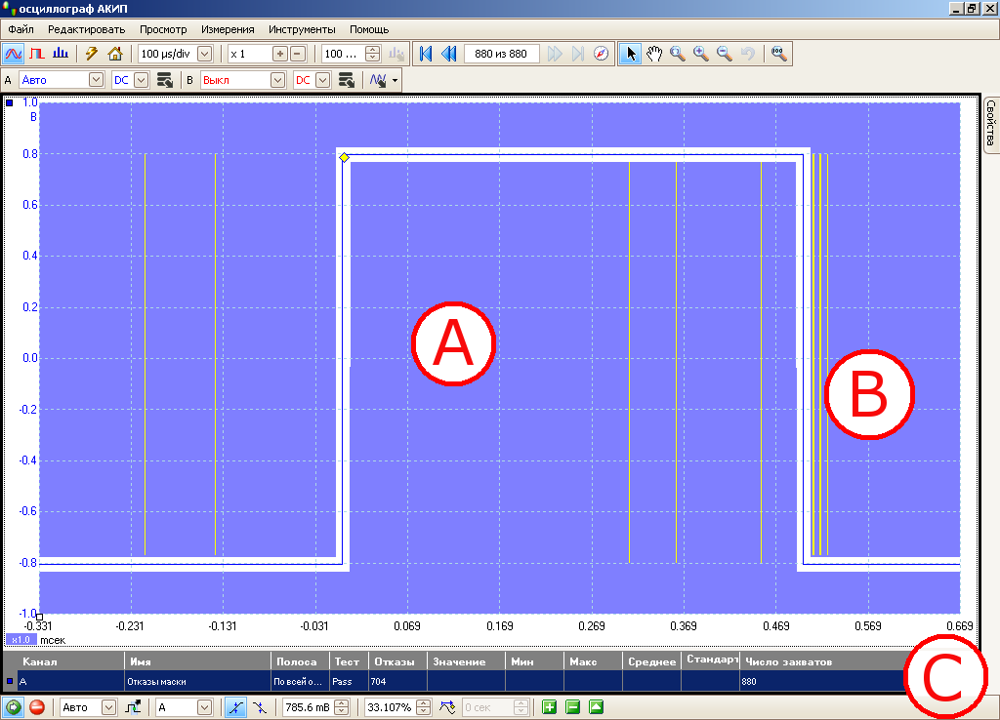 осциллограф АКИП
Файл Редактировать Просмотр Измерения Инструменты Помощь
100 µs/div x 1 100 ... 880 из 880
A Авто DC B Выкл DC
Свойства
1.0
В
0.8
0.6
0.4
0.2
0.0
-0.2
-0.4
-0.6
-0.8
-1.0
A
B
-0.331 -0.231 -0.131 -0.031 0.069 0.169 0.269 0.369 0.469 0.569 0.669
x1.0 мсек
Канал Имя Полоса Тест Отказы Значение Мин Макс Среднее Стандарт Число захватов
A Отказы маски По всей о... Pass 704 880
C
Авто A 785.6 mВ 33.107% 0 сек